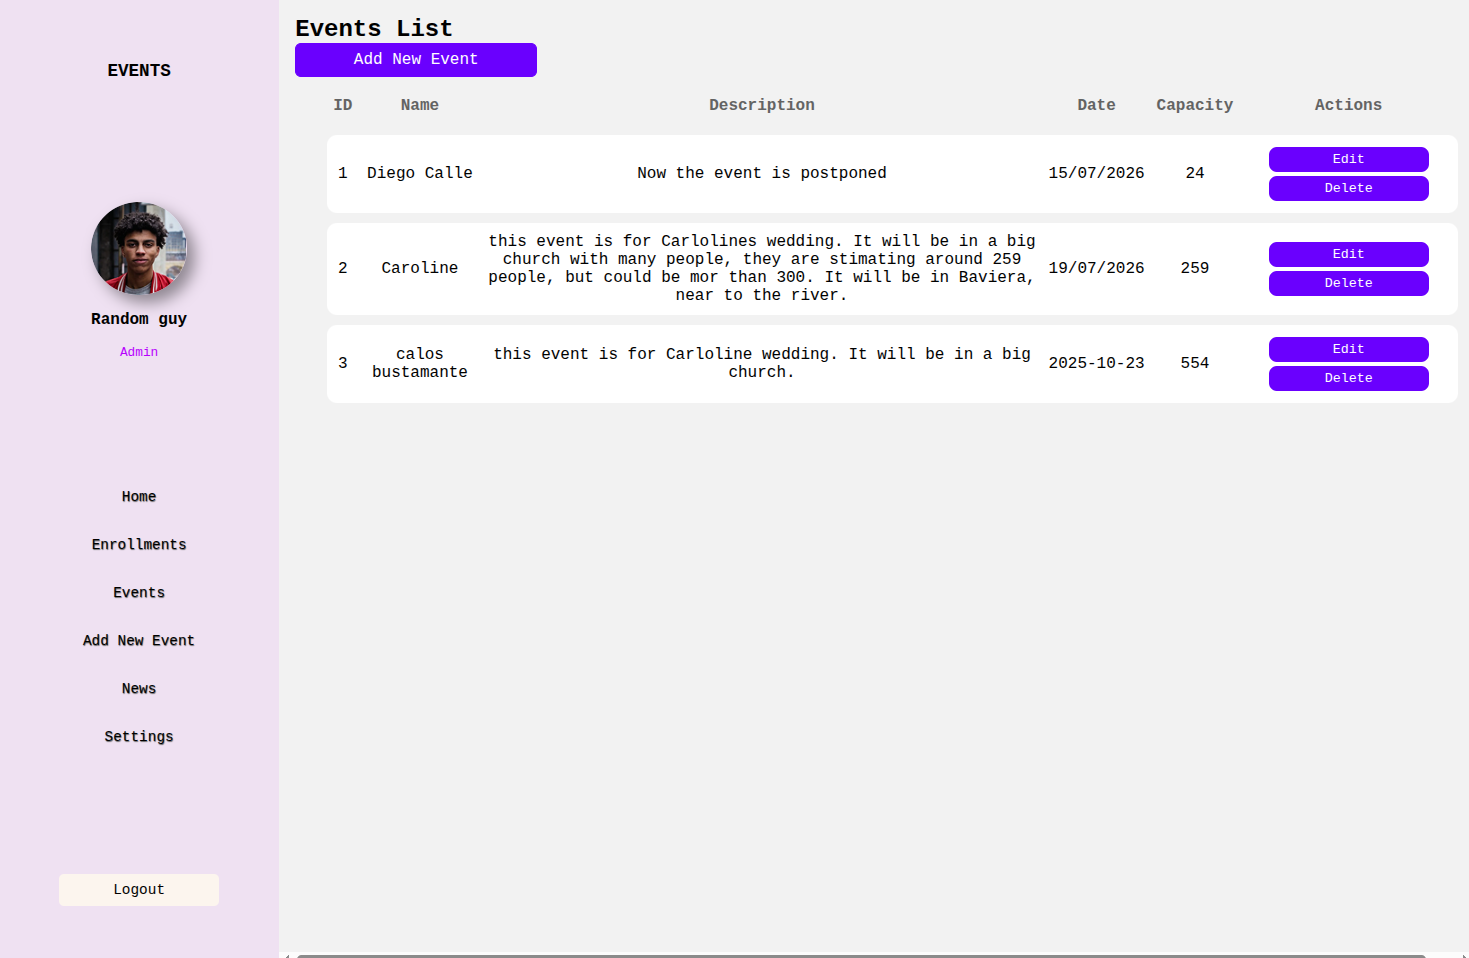 EVENTS
Random guy
Admin
Home
Enrollments
Events
Add New Event
News
Settings
Logout
Events List
Add New Event
ID Name Description Date Capacity Actions
1 Diego Calle Now the event is postponed 15/07/2026 24 Edit
Delete
this event is for Carlolines wedding. It will be in a big
church with many people, they are stimating around 259
2 Caroline people, but could be mor than 300. It will be in Baviera, 19/07/2026 259 Edit
near to the river. Delete
calos this event is for Carloline wedding. It will be in a big Edit
3 bustamante church. 2025-10-23 554 Delete